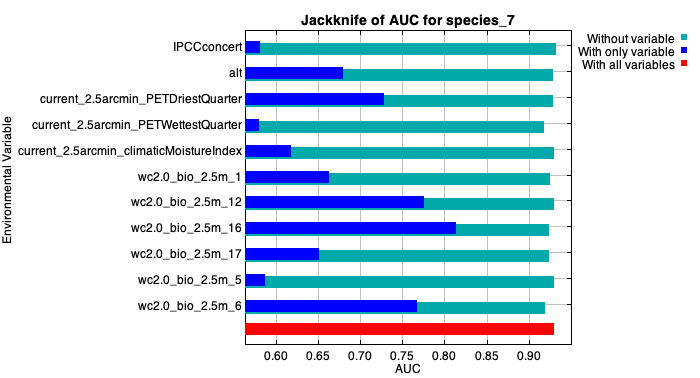 Jackknife of AUC for species_7
Environmental Variable
IPCCconcert
alt
current_2.5arcmin_PETDriestQuarter
current_2.5arcmin_PETWettestQuarter
current_2.5arcmin_climaticMoistureIndex
wc2.0_bio_2.5m_1
wc2.0_bio_2.5m_12
wc2.0_bio_2.5m_16
wc2.0_bio_2.5m_17
wc2.0_bio_2.5m_5
wc2.0_bio_2.5m_6
0.60 0.65 0.70 0.75 0.80 0.85 0.90
AUC
Without variable
With only variable
With all variables